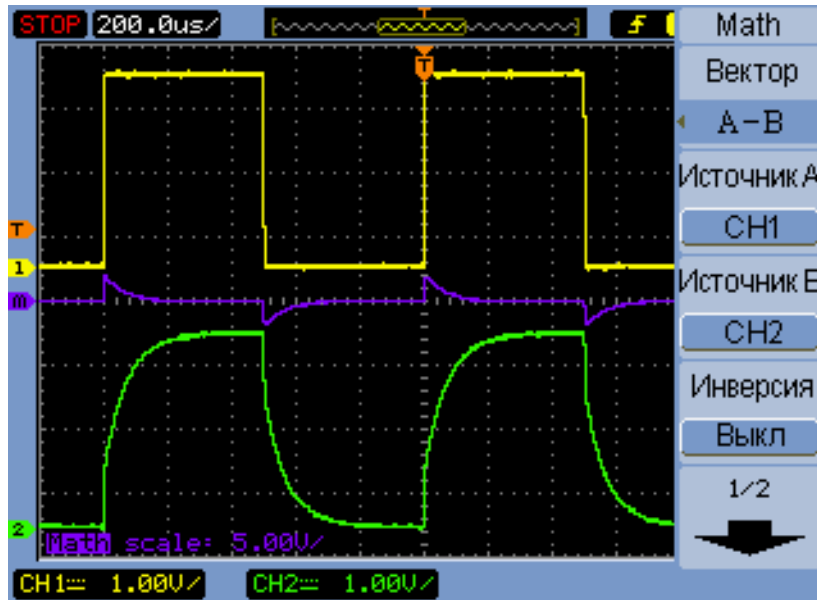 STOP 200.0us/ T Math
Вектор
T
A-B
Источник A
T
CH1
1
Источник B
m
CH2
Инверсия
Выкл
1/2
2
Math scale: 5.00V/
CH1 1.00V/ CH2 1.00V/